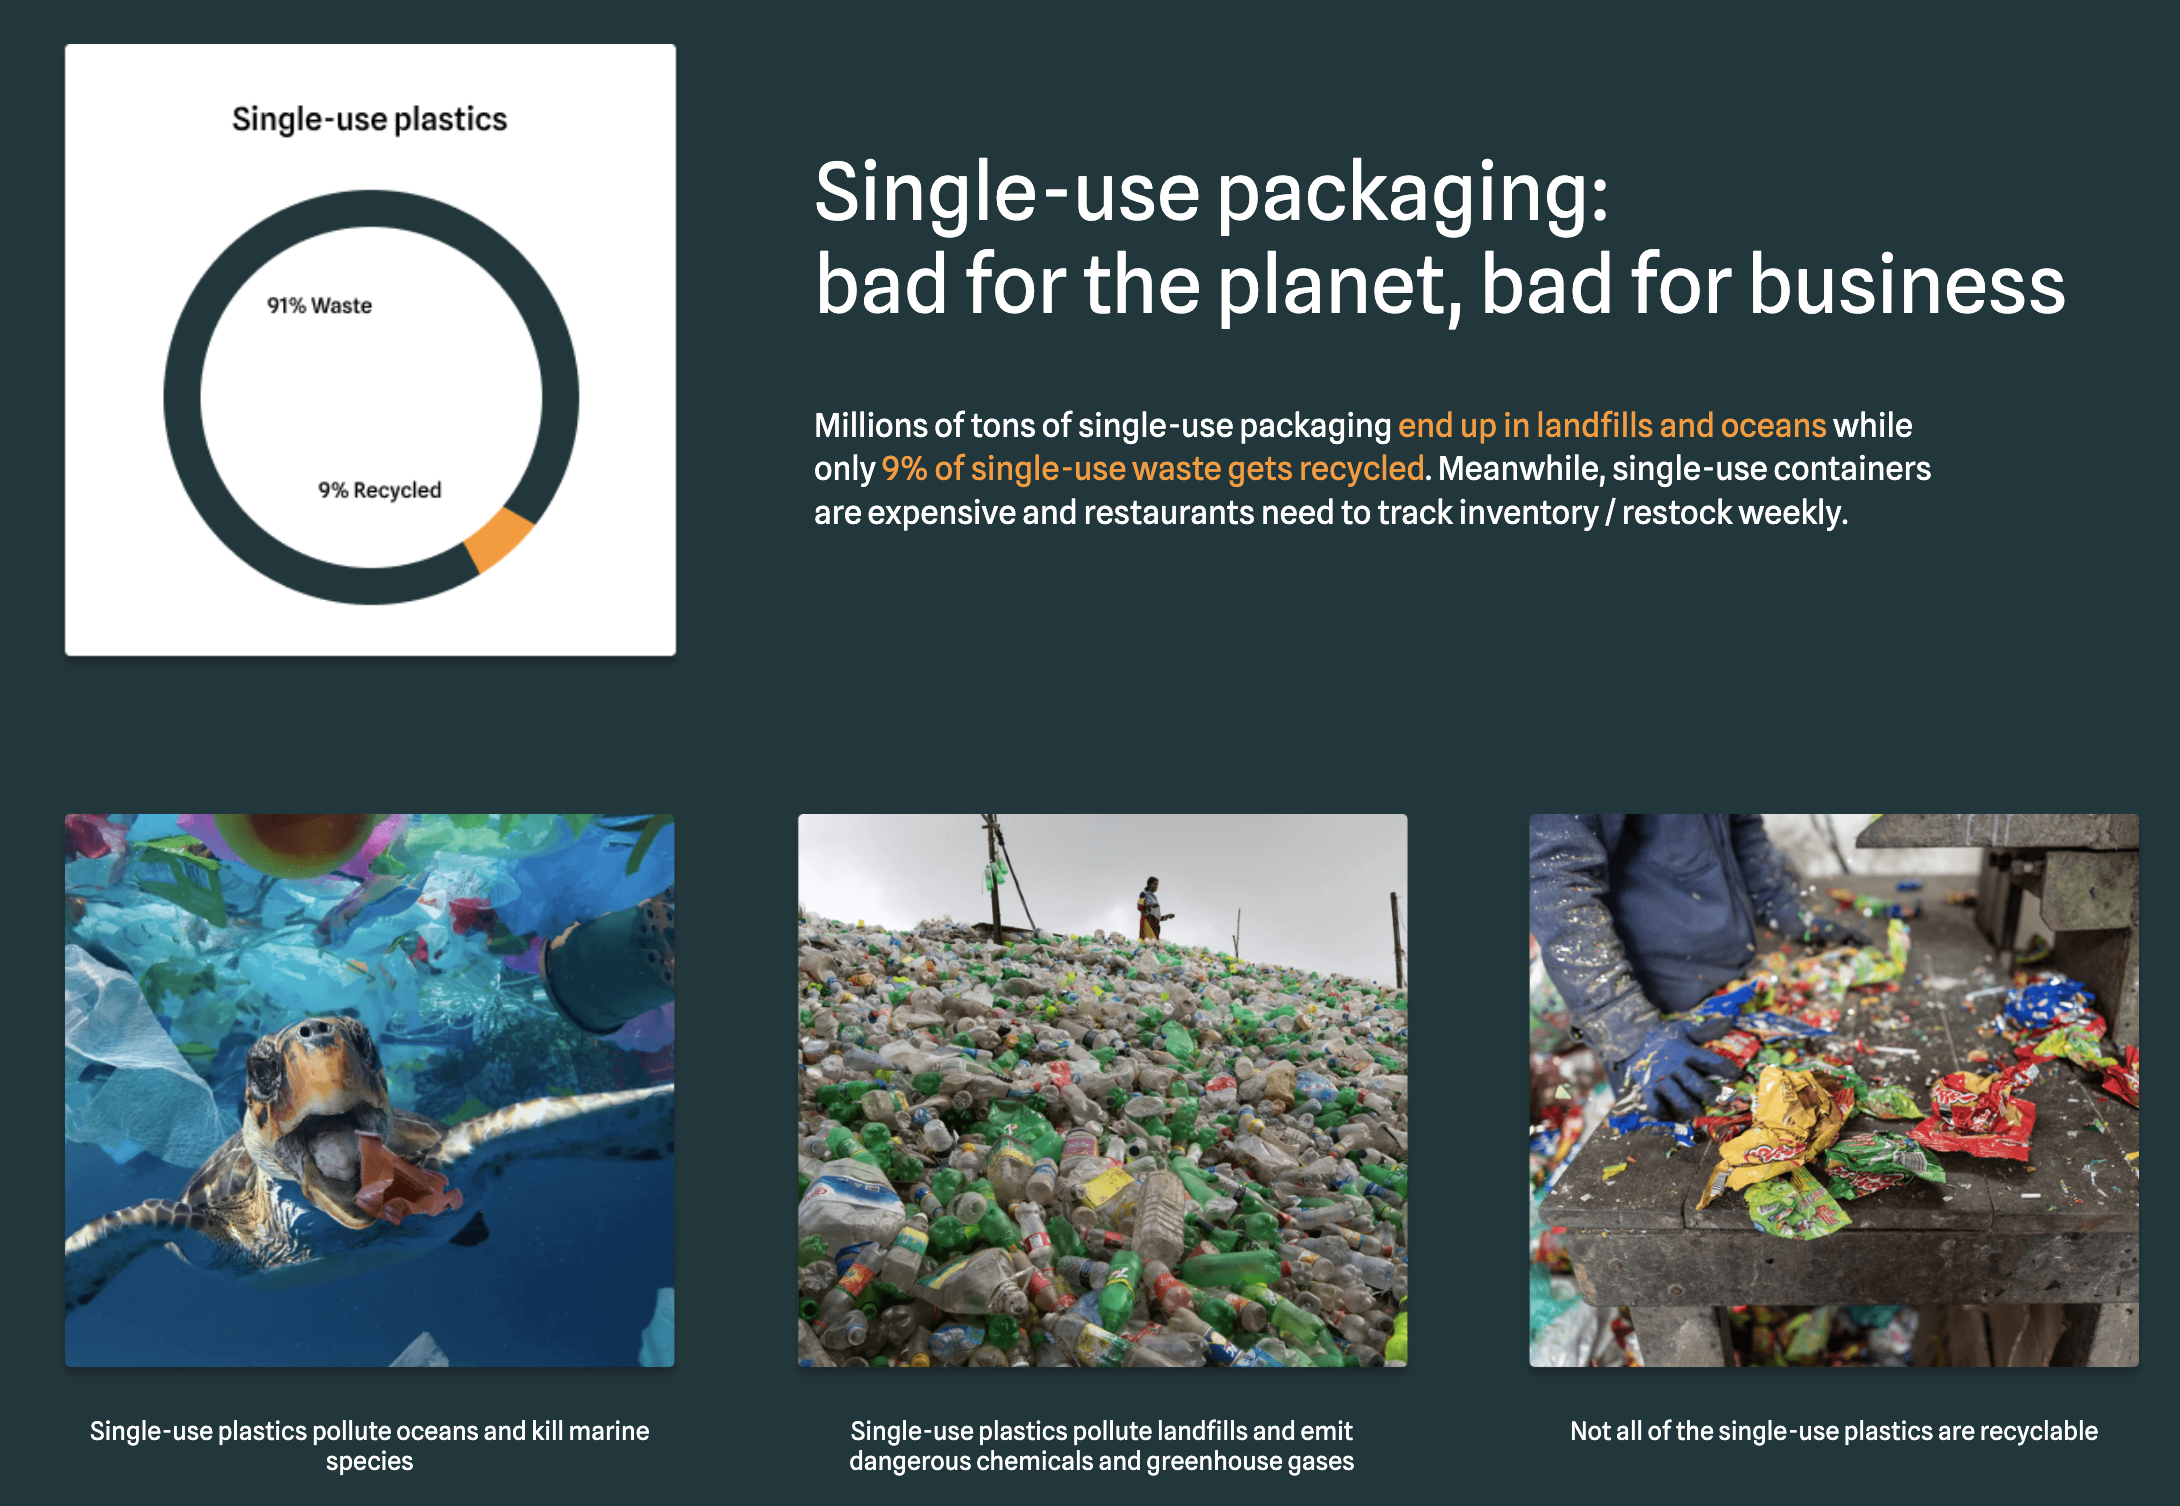 Single-use plastics
91% Waste
9% Recycled
Single-use packaging:
bad for the planet, bad for business
Millions of tons of single-use packaging end up in landfills and oceans while
only 9% of single-use waste gets recycled. Meanwhile, single-use containers
are expensive and restaurants need to track inventory / restock weekly.
Single-use plastics pollute oceans and kill marine
species
Single-use plastics pollute landfills and emit
dangerous chemicals and greenhouse gases
Not all of the single-use plastics are recyclable